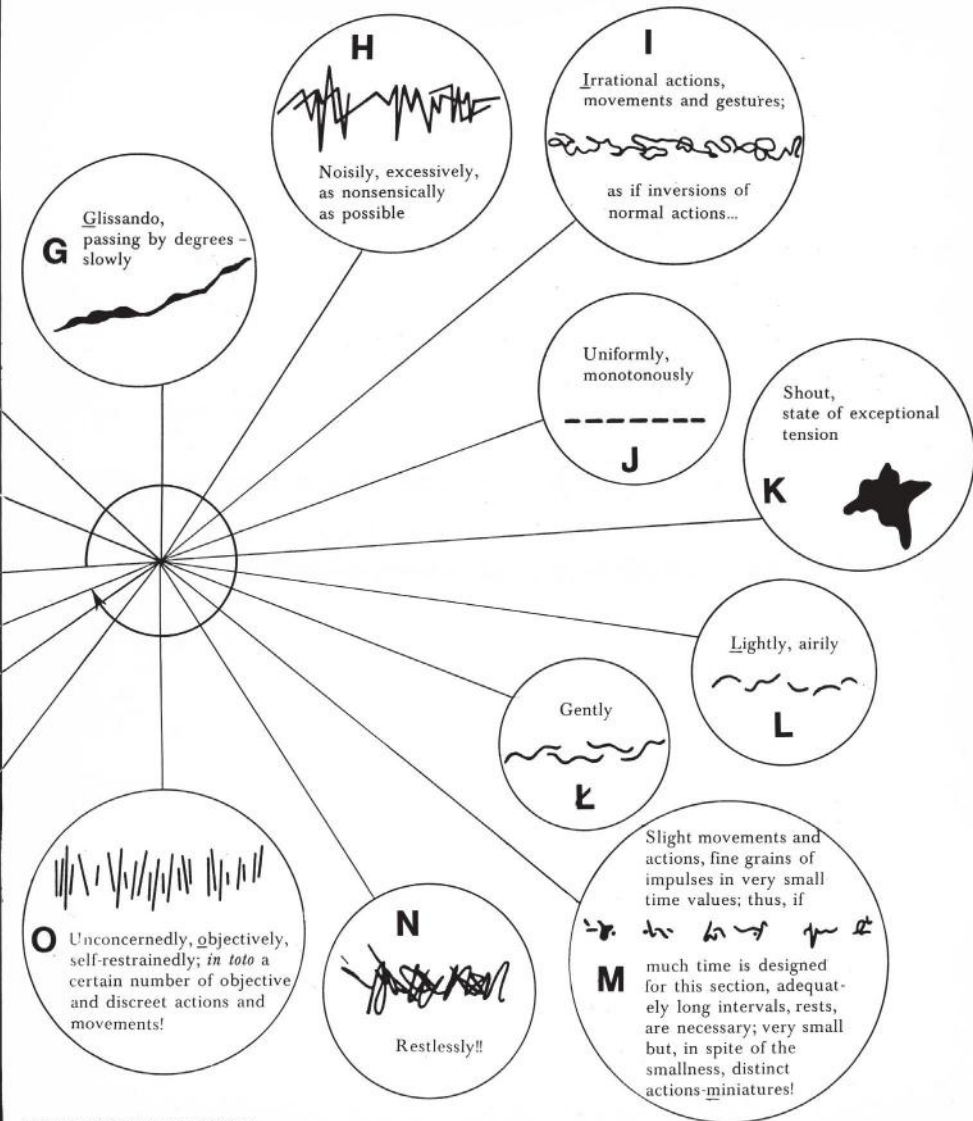 G
Glissando,
passing by degrees –
slowly
H
Noisily, excessively,
as nonsensically
as possible
I
Irrational actions,
movements and gestures;
as if inversions of
normal actions...
Uniformly,
monotonously
J
Shout,
state of exceptional
tension
K
Lightly, airily
L
Gently
Ł
Slight movements and
actions, fine grains of
impulses in very small
time values; thus, if
M
much time is designed
for this section, adequat-
ely long intervals, rests,
are necessary; very small
but, in spite of the
smallness, distinct
actions-miniatures!
N
Restlessly!!
O
Unconcernedly, objectively,
self-restrainedly; in toto a
certain number of objective
and discreet actions and
movements!